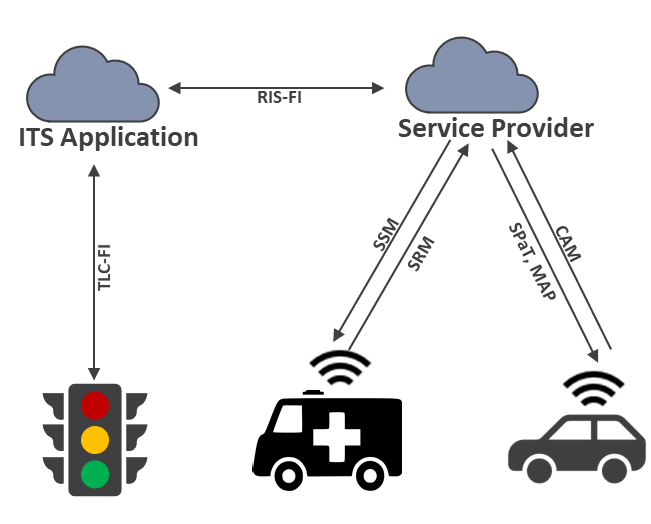 RIS-FI
ITS Application
Service Provider
TLC-FI
SSM
SRM
SPaT, MAP
CAM